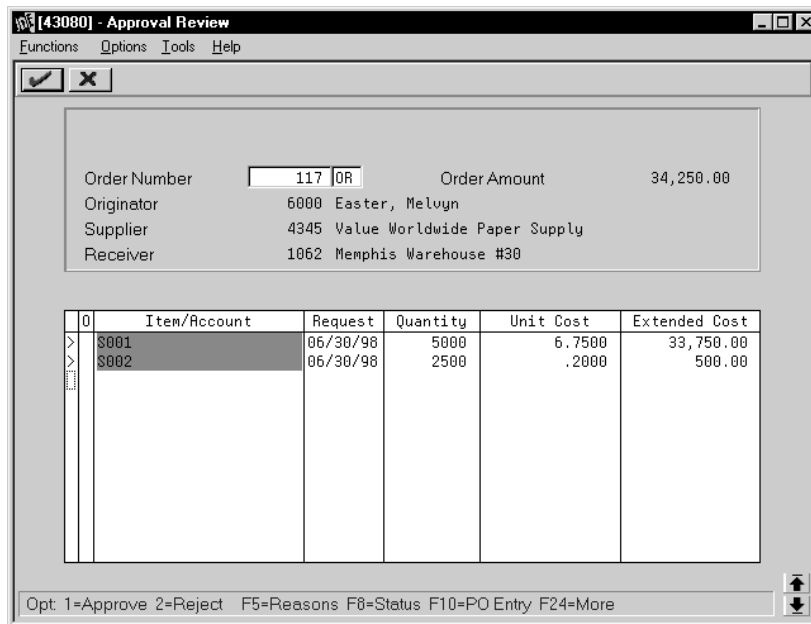 [43080] - Approval Review
Functions Options Tools Help
Order Number 117 OR Order Amount 34,250.00
Originator 6000 Easter, Melvyn
Supplier 4345 Value Worldwide Paper Supply
Receiver 1062 Memphis Warehouse #30
O Item/Account Request Quantity Unit Cost Extended Cost
> S001 06/30/98 5000 6.7500 33,750.00
> S002 06/30/98 2500 .2000 500.00
Opt: 1=Approve 2=Reject F5=Reasons F8=Status F10=PO Entry F24=More